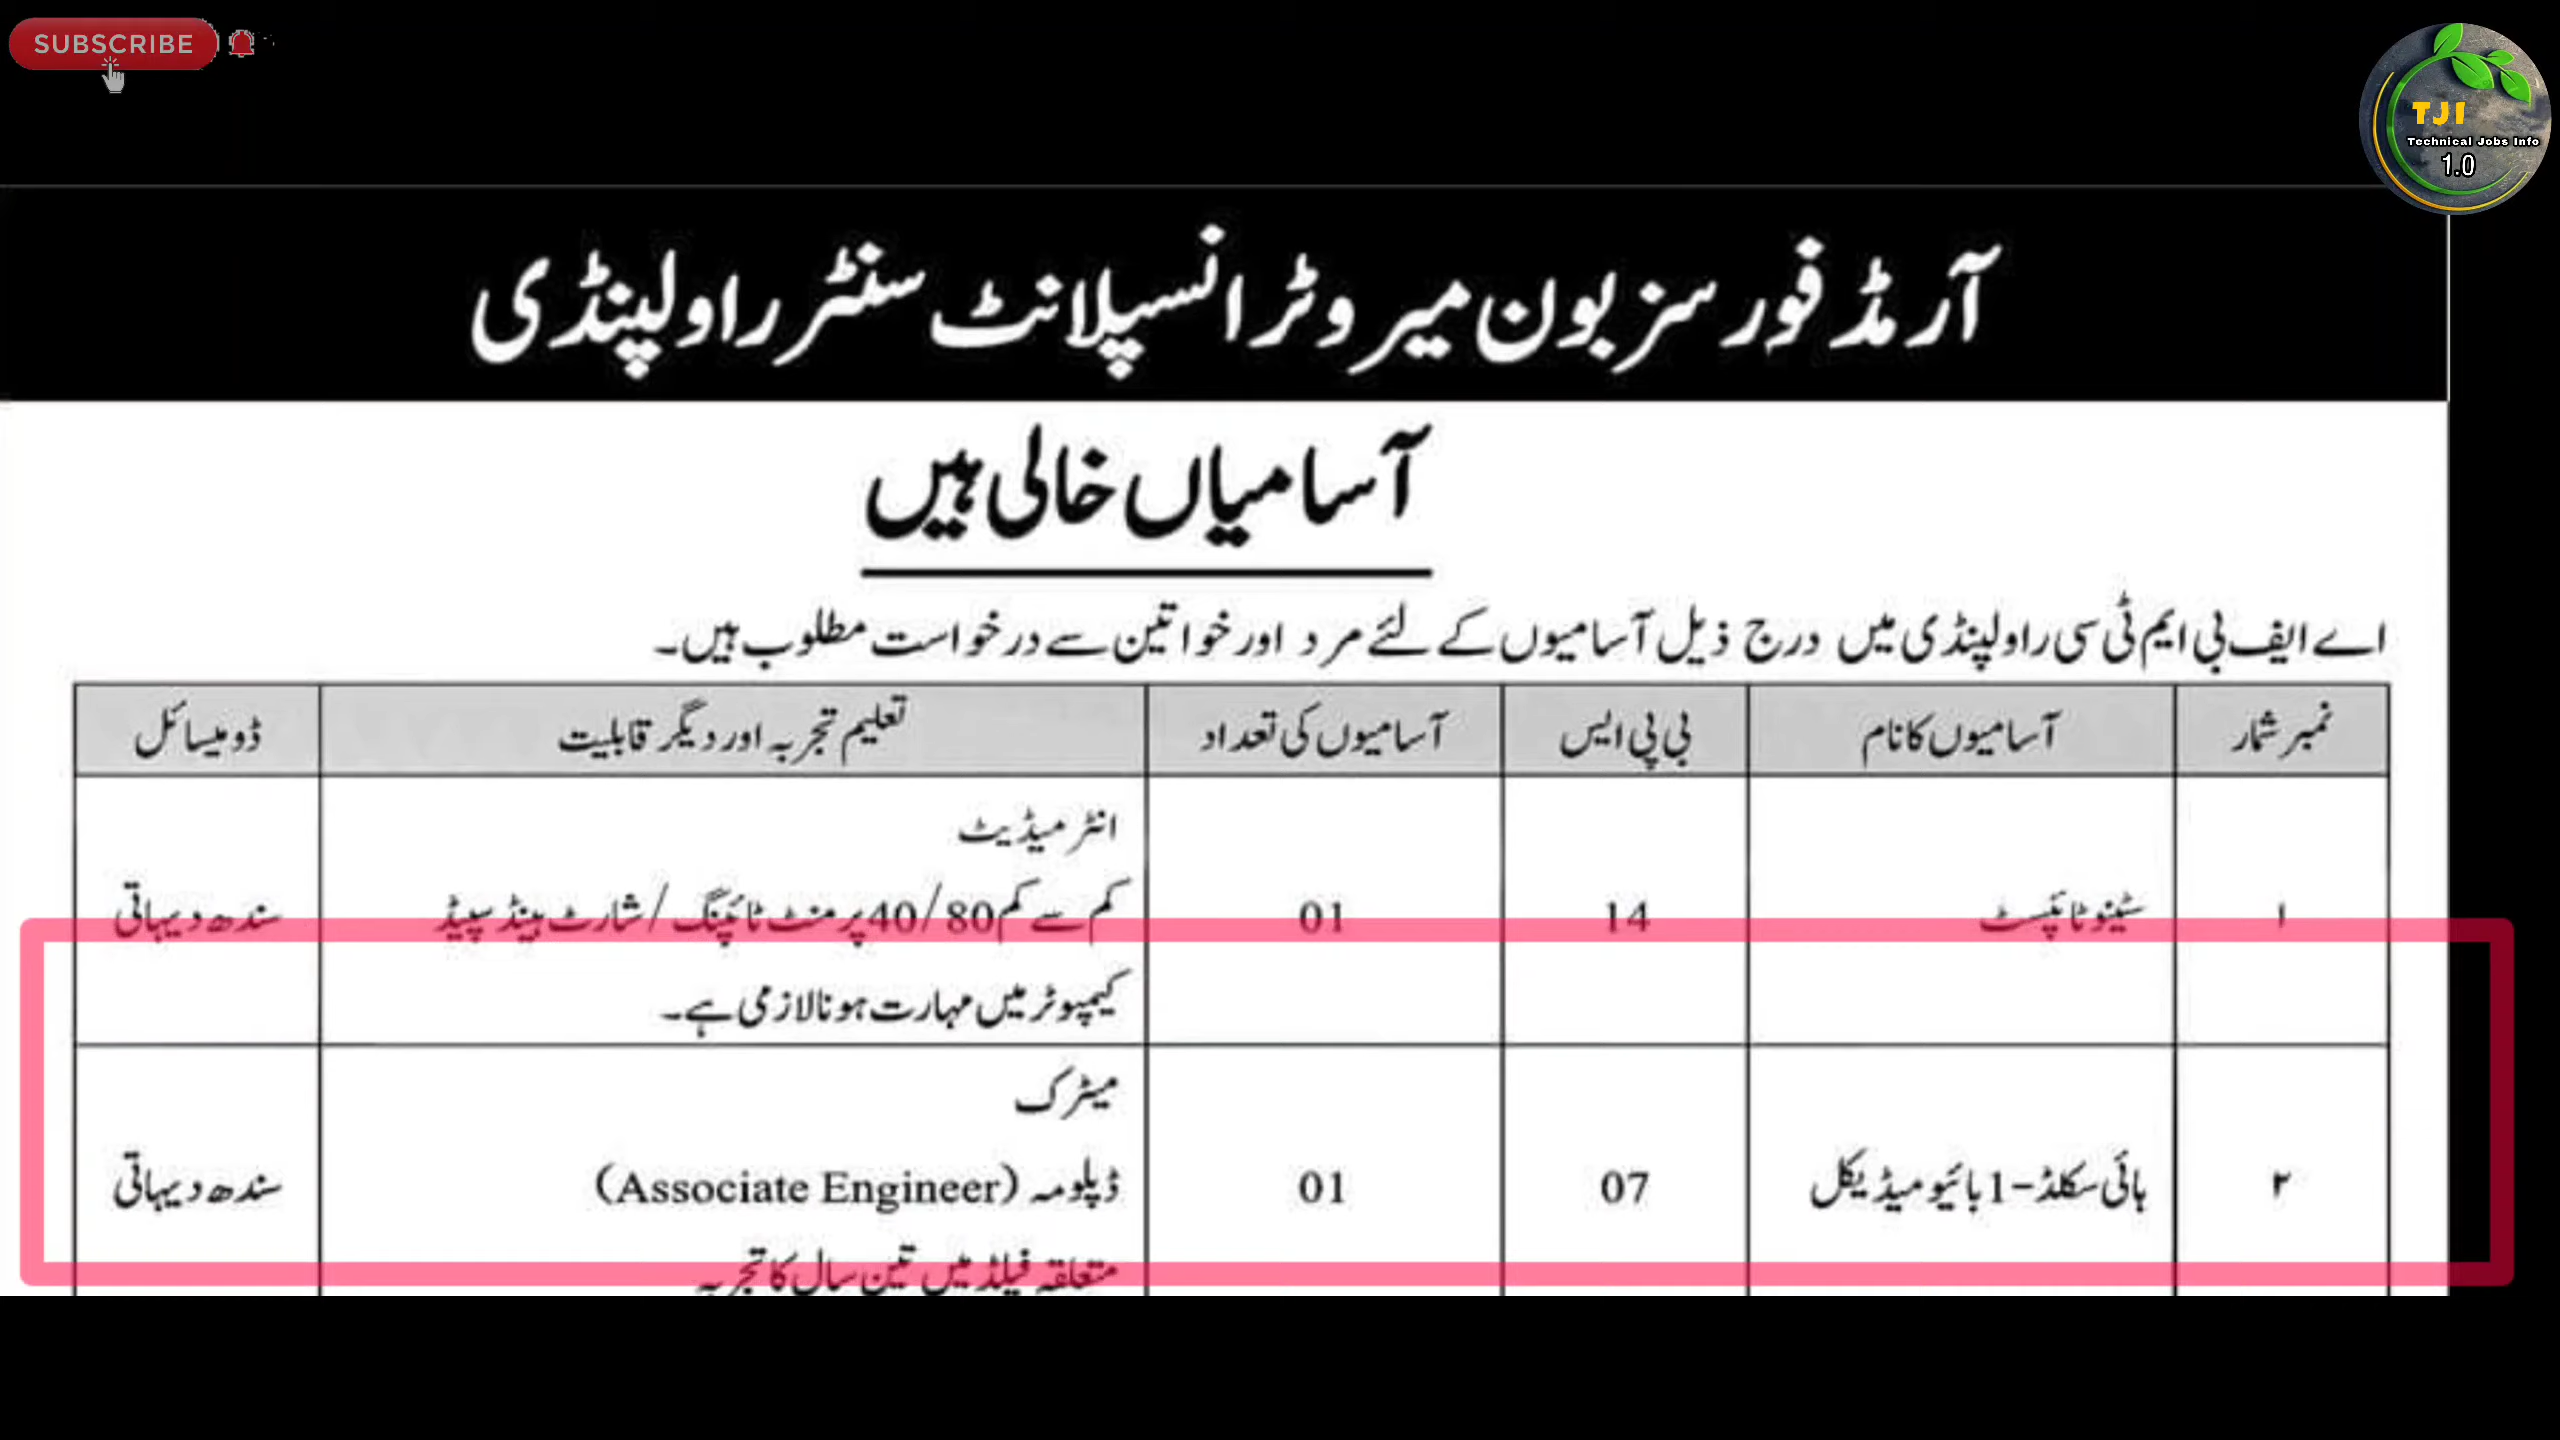 SUBSCRIBE
TJI
Technical Jobs Info
1.0
آرمڈ فورسز بون میروٹرانسپلانٹ سنٹر راولپنڈی
آسامیاں خالی ہیں
اے ایف بی ایم ٹی سی راولپنڈی میں درج ذیل آسامیوں کے لئے مرد اور خواتین سے درخواست مطلوب ہیں۔
نمبر شمار آسامیوں کا نام بی پی ایس آسامیوں کی تعداد تعلیم تجربہ اور دیگر قابلیت ڈومیسائل
انٹرمیڈیٹ
۱ سٹینو ٹائپسٹ 14 01 کم سے کم 40/80 پر منٹ ٹائپنگ / شارٹ ہینڈ سپیڈ سندھ دیہاتی
کیمپوٹر میں مہارت ہونا لازمی ہے۔
میٹرک
۲ ہائی سکلڈ-1 بائیو میڈیکل 07 01 ڈپلومہ (Associate Engineer) سندھ دیہاتی
متعلقہ فیلڈ میں تین سال کا تجربہ